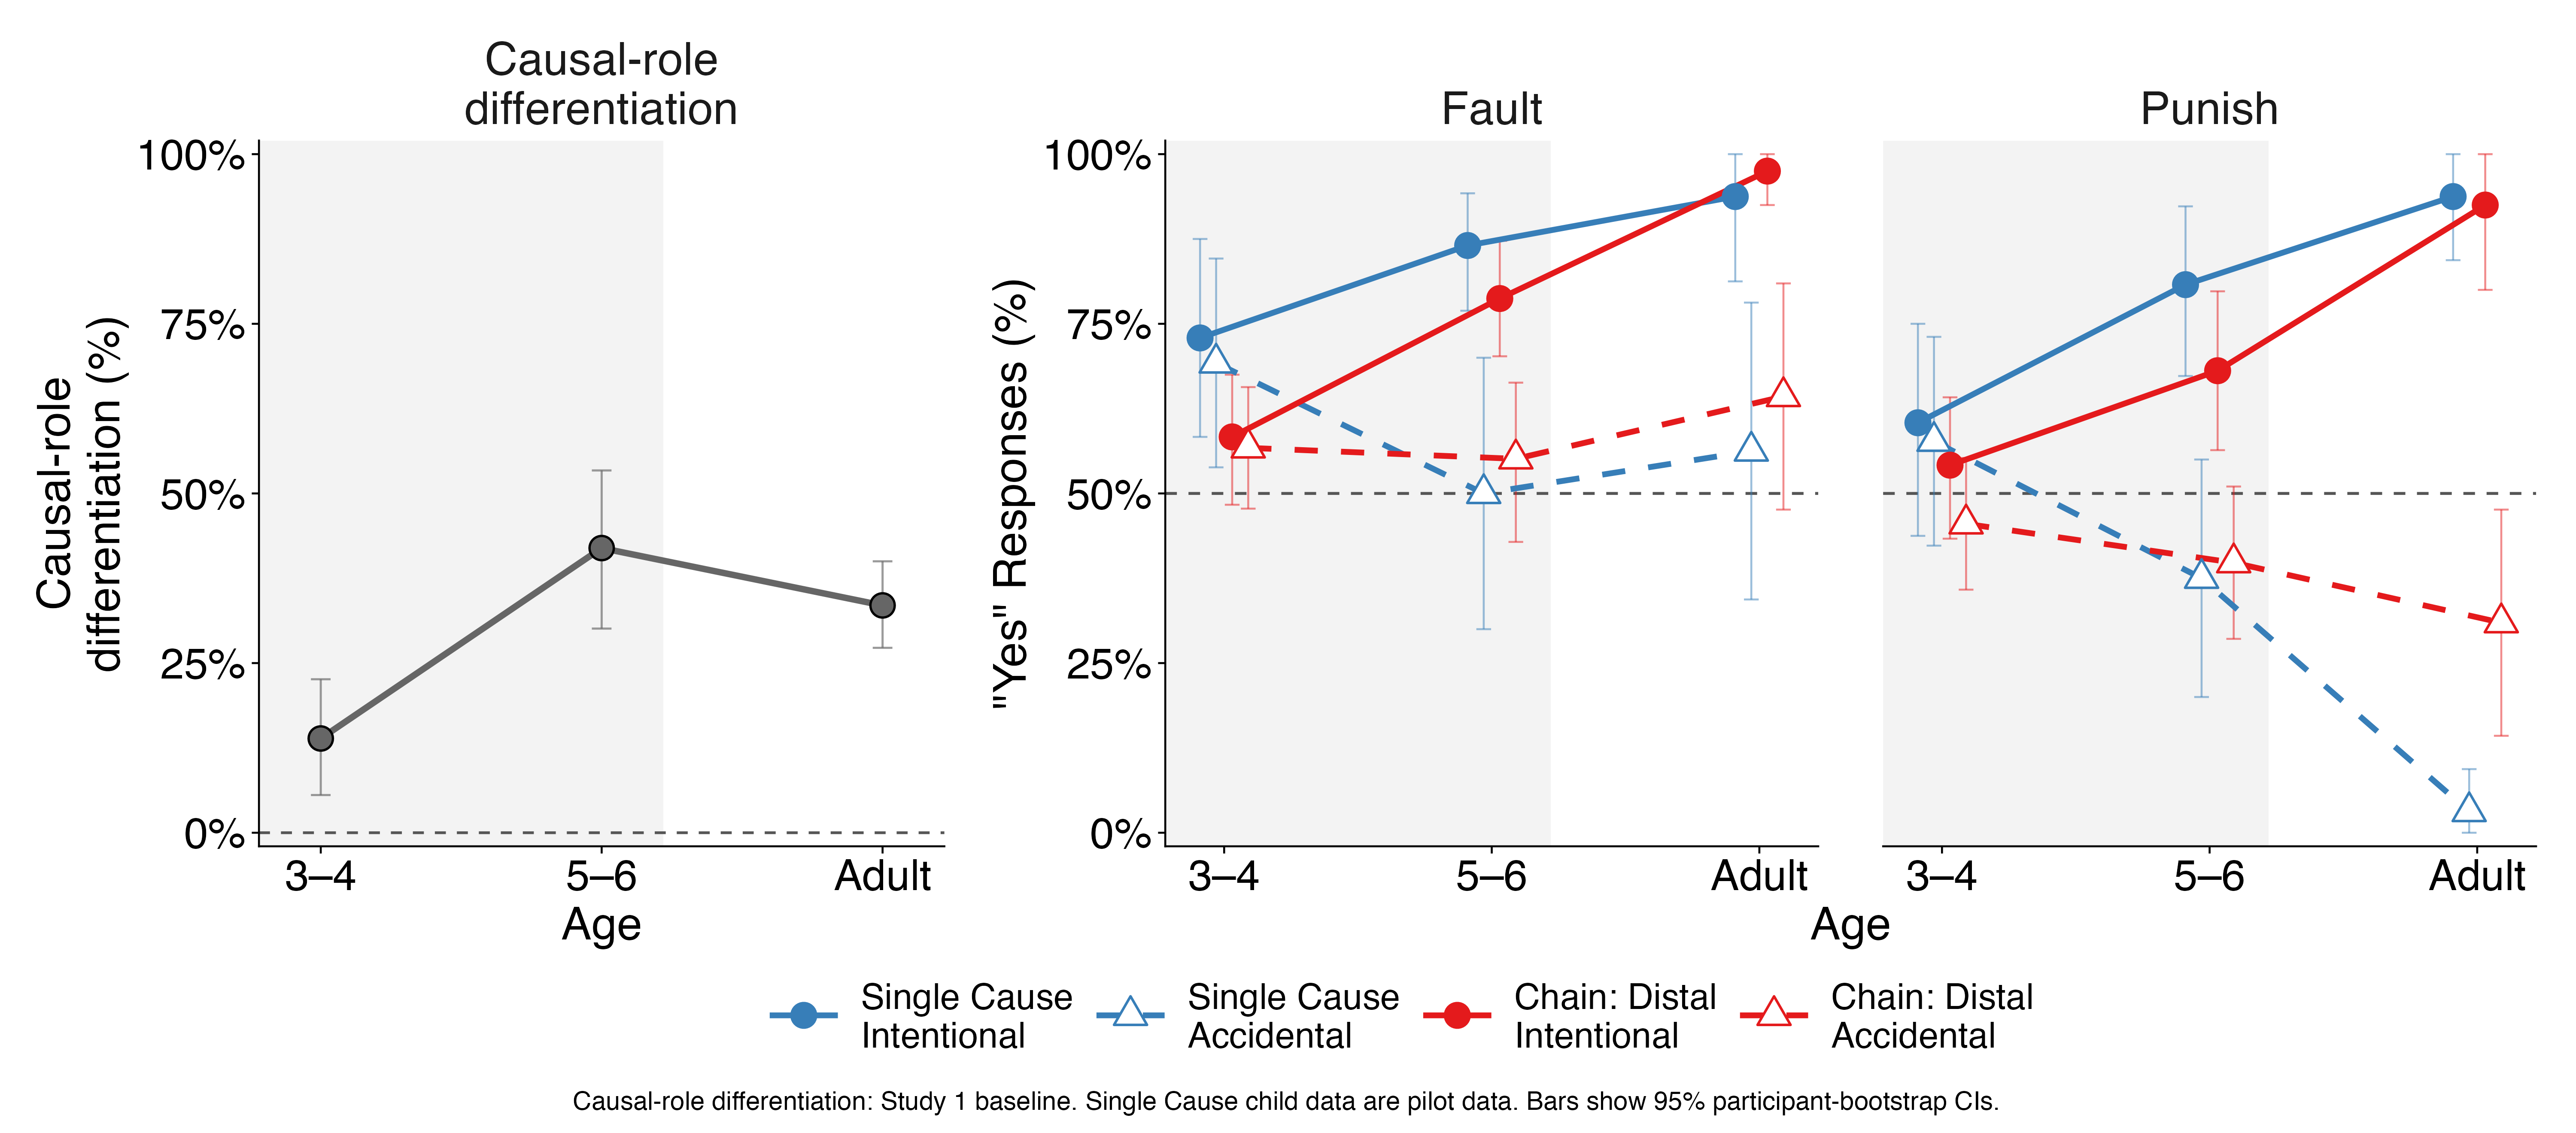 Causal-role
differentiation
Fault
Punish
Causal-role
differentiation (%)
100%
75%
50%
25%
0%
3–4
5–6
Adult
Age
"Yes" Responses (%)
100%
75%
50%
25%
0%
3–4
5–6
Adult
3–4
5–6
Adult
Age
Single Cause
Intentional
Single Cause
Accidental
Chain: Distal
Intentional
Chain: Distal
Accidental
Causal-role differentiation: Study 1 baseline. Single Cause child data are pilot data. Bars show 95% participant-bootstrap CIs.